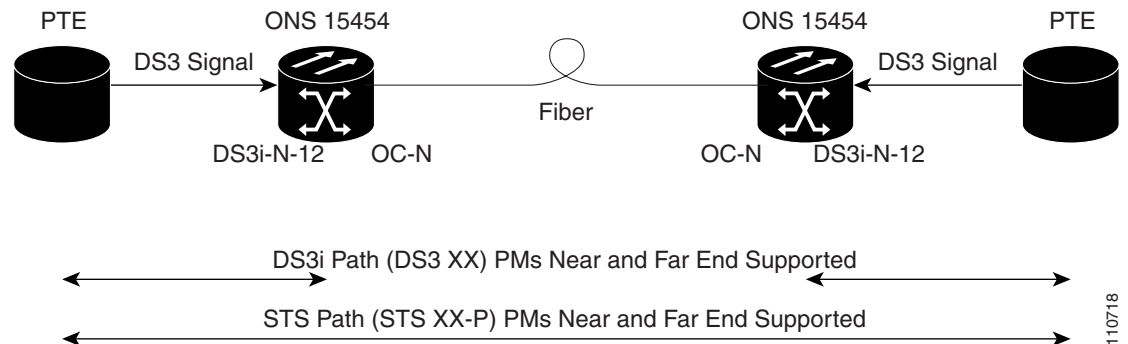 PTE
ONS 15454
ONS 15454
PTE
DS3 Signal
DS3 Signal
Fiber
DS3i-N-12
OC-N
OC-N
DS3i-N-12
DS3i Path (DS3 XX) PMs Near and Far End Supported
STS Path (STS XX-P) PMs Near and Far End Supported
110718